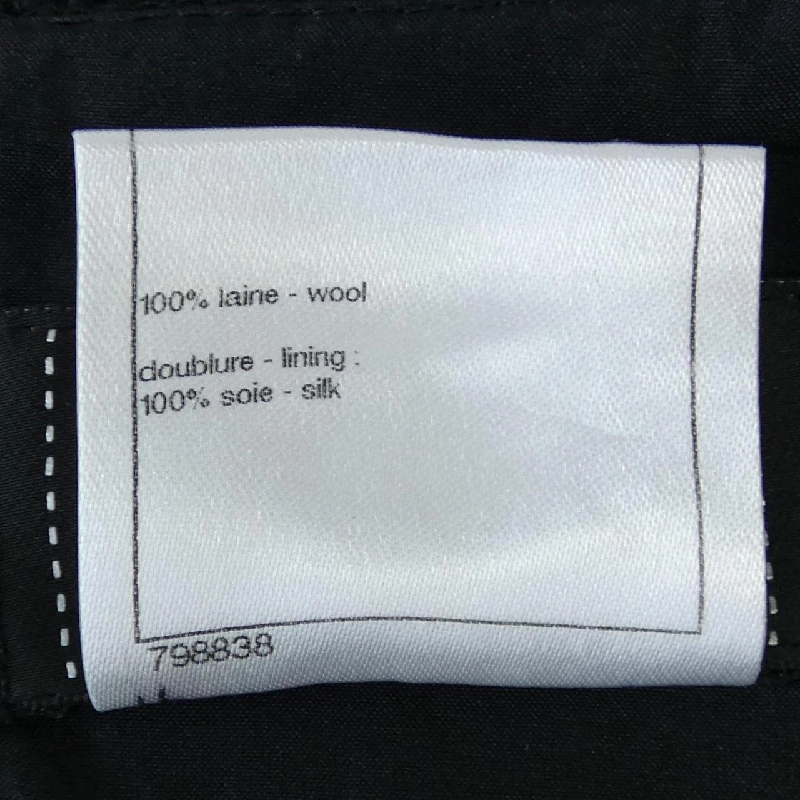 100% laine - wool
doublure - lining :
100% soie - silk
798838